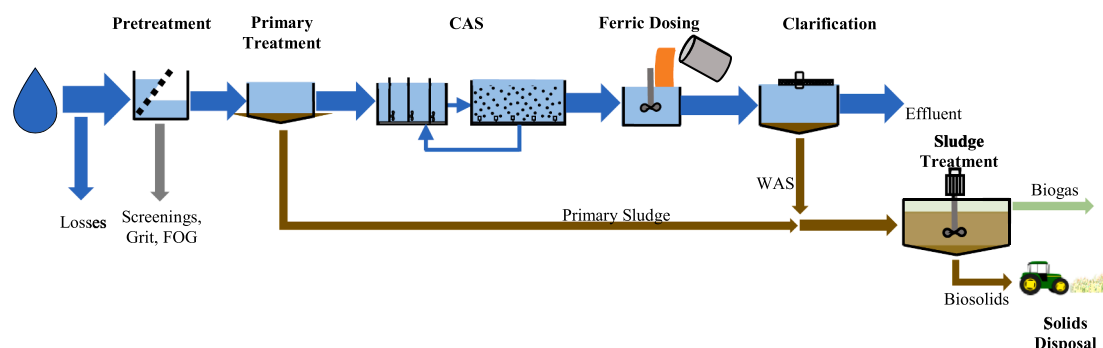 Pretreatment
Primary
Treatment
CAS
Ferric Dosing
Clarification
Effluent
Sludge
Treatment
WAS
Biogas
Losses
Screenings,
Grit, FOG
Primary Sludge
Biosolids
Solids
Disposal